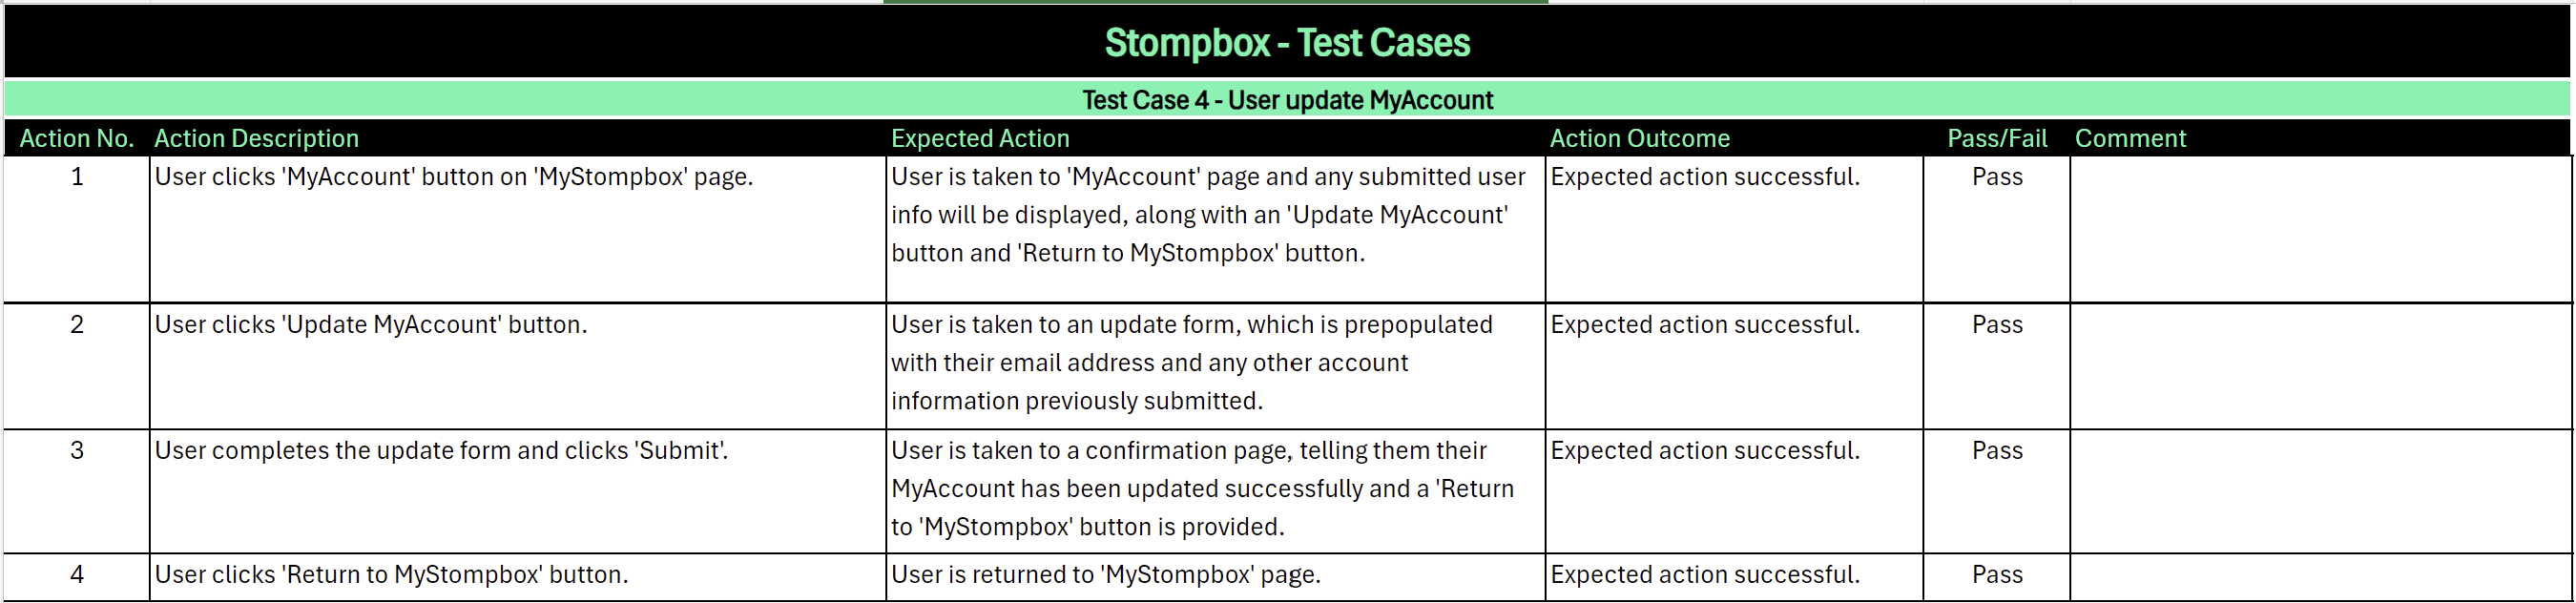 Stompbox - Test Cases
Test Case 4 - User update MyAccount
Action No. Action Description Expected Action Action Outcome Pass/Fail Comment
1 User clicks 'MyAccount' button on 'MyStompbox' page. User is taken to 'MyAccount' page and any submitted user Expected action successful. Pass
info will be displayed, along with an 'Update MyAccount'
button and 'Return to MyStompbox' button.
2 User clicks 'Update MyAccount' button. User is taken to an update form, which is prepopulated Expected action successful. Pass
with their email address and any other account
information previously submitted.
3 User completes the update form and clicks 'Submit'. User is taken to a confirmation page, telling them their Expected action successful. Pass
MyAccount has been updated successfully and a 'Return
to 'MyStompbox' button is provided.
4 User clicks 'Return to MyStompbox' button. User is returned to 'MyStompbox' page. Expected action successful. Pass